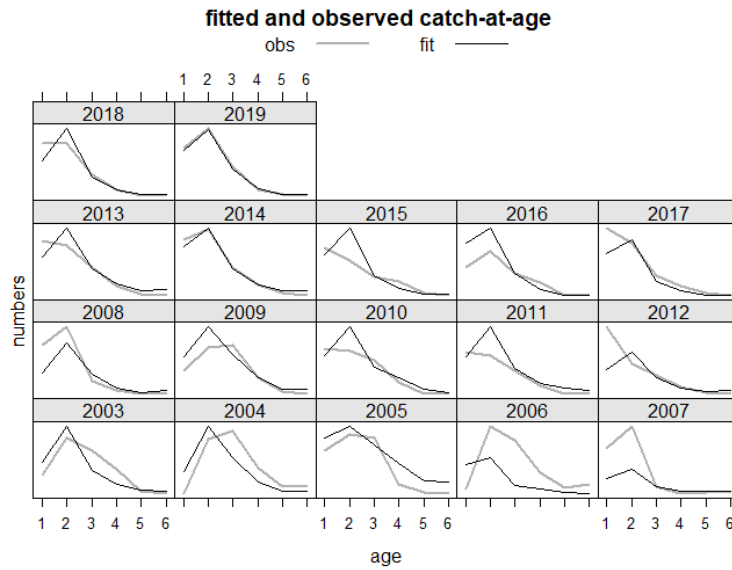 fitted and observed catch-at-age
obs fit
1 2 3 4 5 6
2018 2019
2013 2014 2015 2016 2017
numbers
2008 2009 2010 2011 2012
2003 2004 2005 2006 2007
1 2 3 4 5 6 1 2 3 4 5 6 1 2 3 4 5 6
age